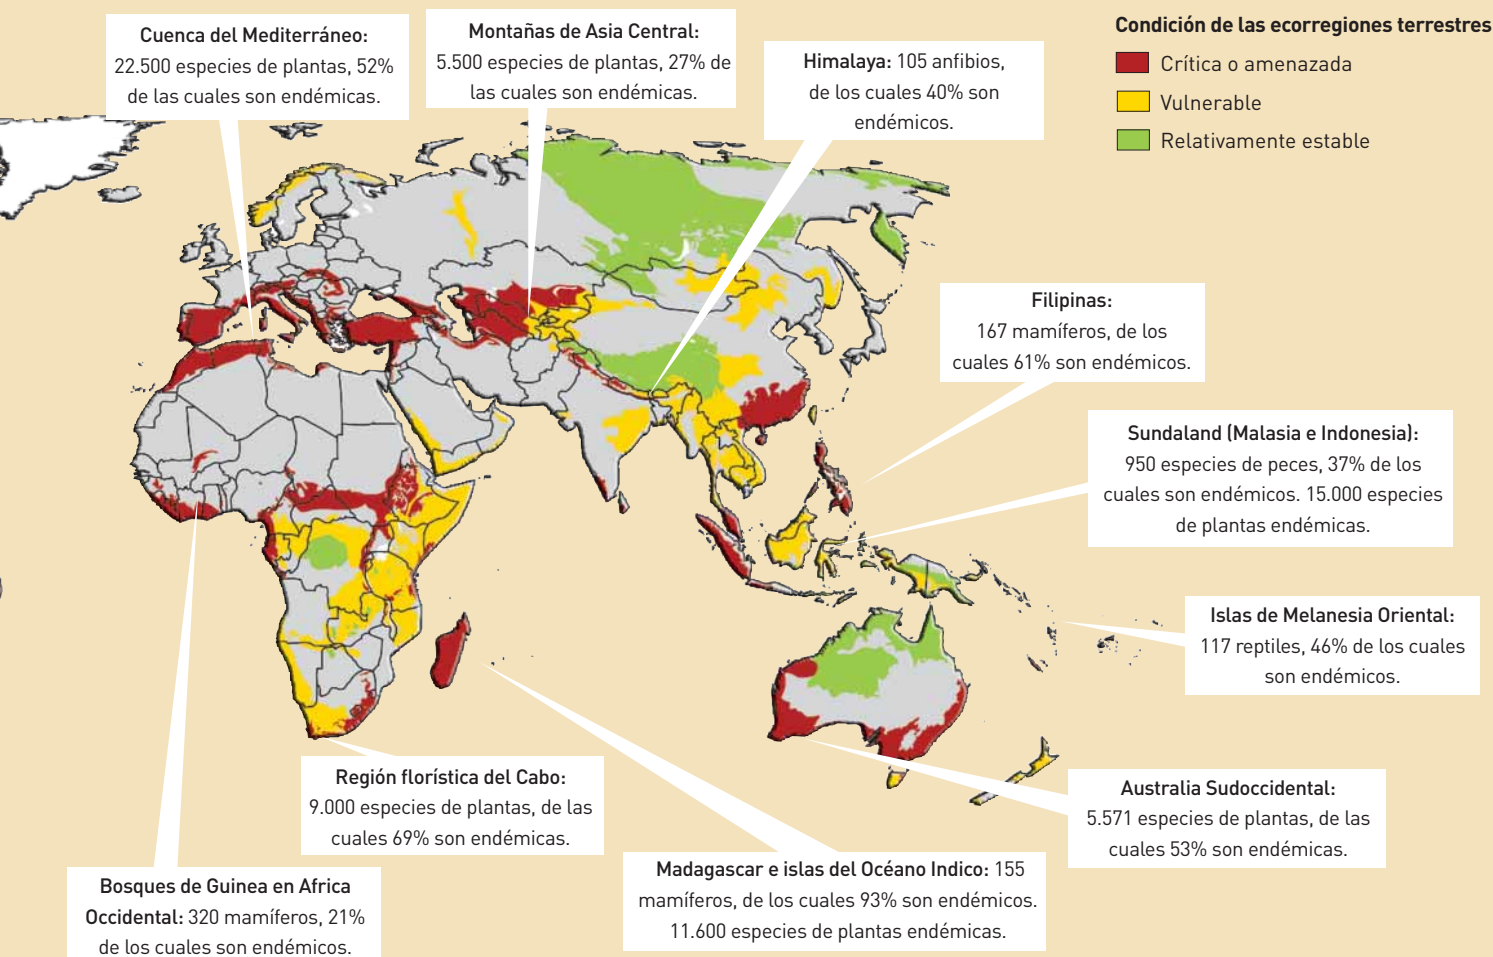 Cuenca del Mediterráneo:
22.500 especies de plantas, 52%
de las cuales son endémicas.
Montañas de Asia Central:
5.500 especies de plantas, 27% de
las cuales son endémicas.
Himalaya: 105 anfibios,
de los cuales 40% son
endémicos.
Condición de las ecorregiones terrestres
Crítica o amenazada
Vulnerable
Relativamente estable
Filipinas:
167 mamíferos, de los
cuales 61% son endémicos.
Sundaland (Malasia e Indonesia):
950 especies de peces, 37% de los
cuales son endémicos. 15.000 especies
de plantas endémicas.
Islas de Melanesia Oriental:
117 reptiles, 46% de los cuales
son endémicos.
Región florística del Cabo:
9.000 especies de plantas, de las
cuales 69% son endémicas.
Australia Sudoccidental:
5.571 especies de plantas, de las
cuales 53% son endémicas.
Bosques de Guinea en Africa
Occidental: 320 mamíferos, 21%
de los cuales son endémicos.
Madagascar e islas del Océano Indico: 155
mamíferos, de los cuales 93% son endémicos.
11.600 especies de plantas endémicas.